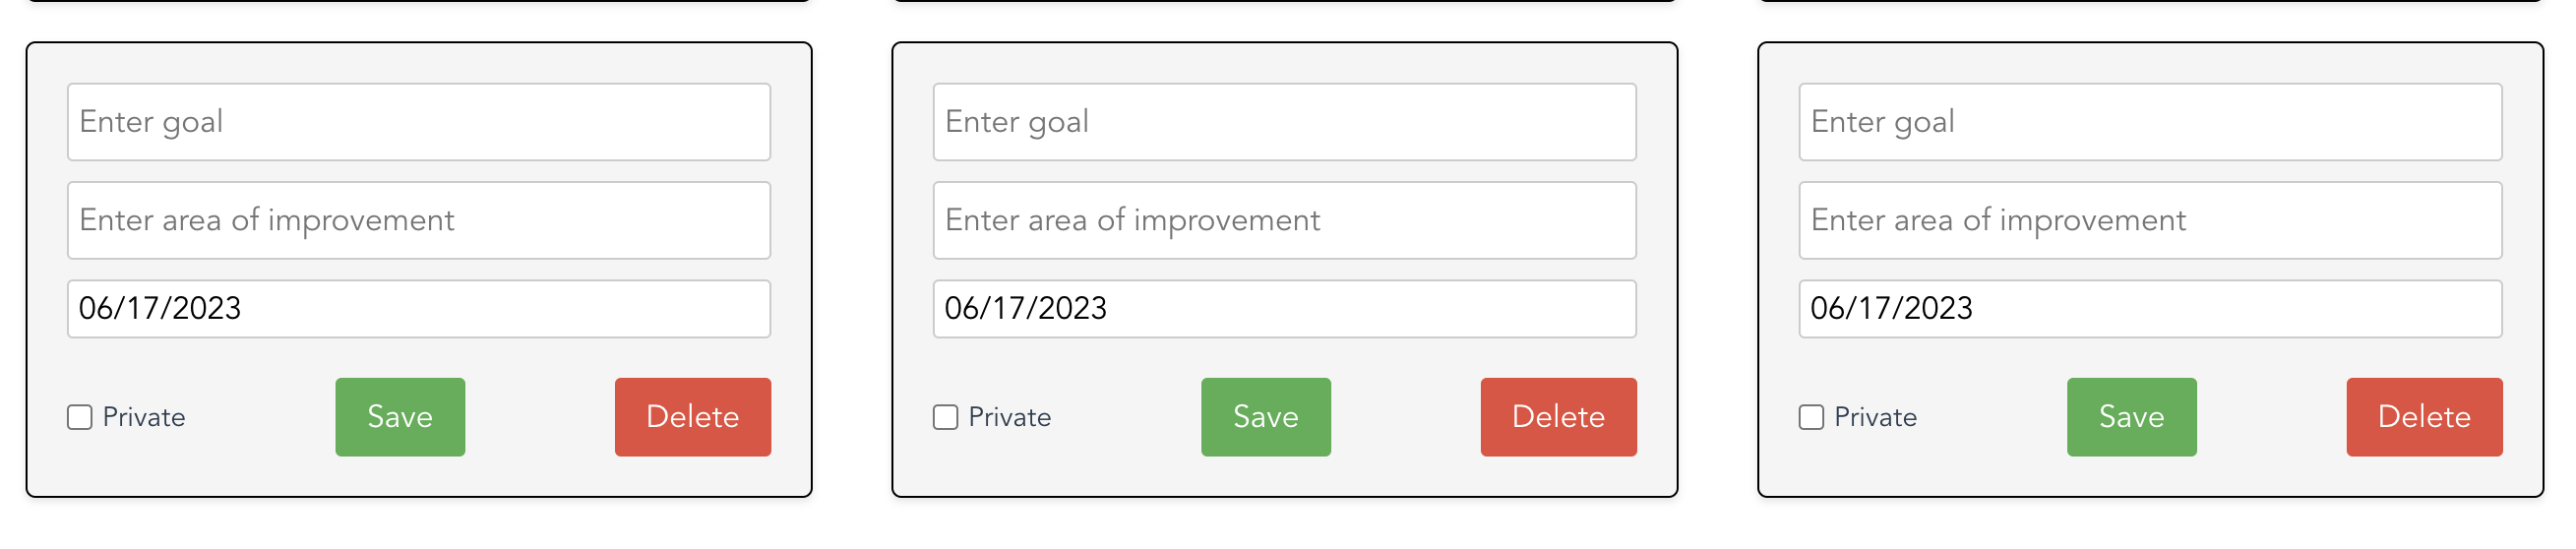 Enter goal
Enter area of improvement
06/17/2023
Private Save Delete
Enter goal
Enter area of improvement
06/17/2023
Private Save Delete
Enter goal
Enter area of improvement
06/17/2023
Private Save Delete